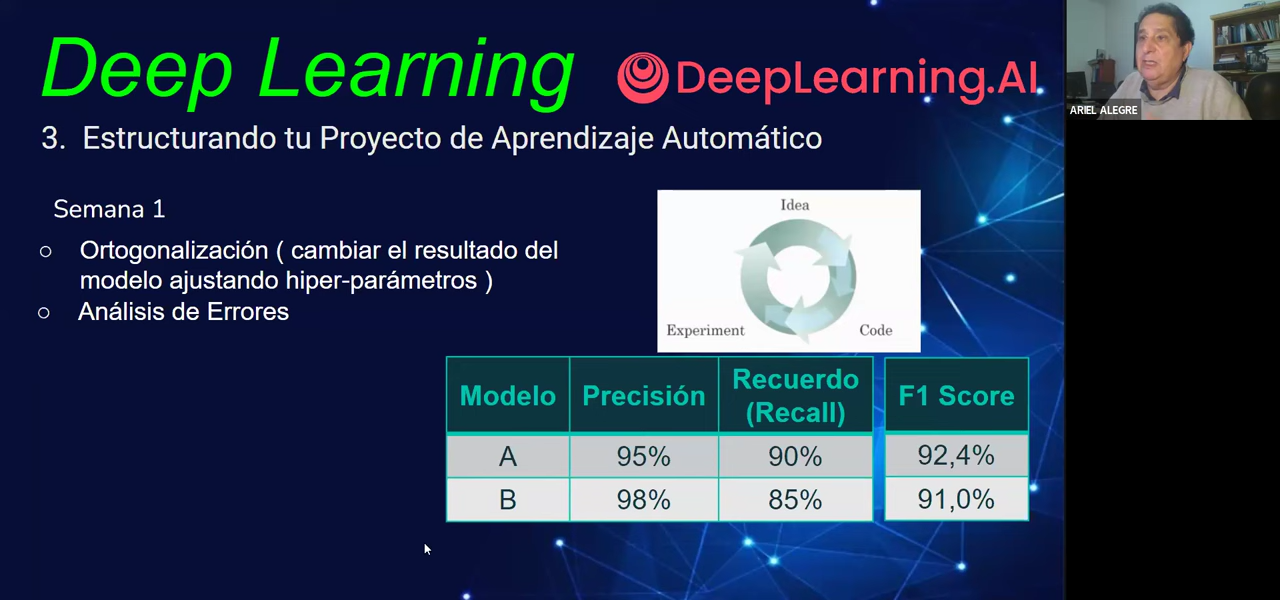 Deep Learning
DeepLearning.AI
ARIEL ALEGRE
3. Estructurando tu Proyecto de Aprendizaje Automático
Semana 1
○ Ortogonalización ( cambiar el resultado del
modelo ajustando hiper-parámetros )
○ Análisis de Errores
Idea
Experiment
Code
Modelo Precisión Recuerdo (Recall) F1 Score
A 95% 90% 92,4%
B 98% 85% 91,0%